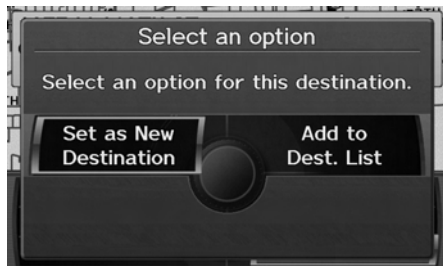 Select an option
Select an option for this destination.
Set as New
Destination
Add to
Dest. List